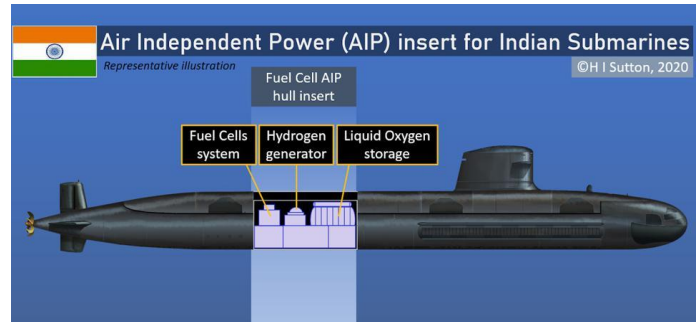 Air Independent Power (AIP) insert for Indian Submarines
Representative illustration
©H I Sutton, 2020
Fuel Cell AIP
hull insert
Fuel Cells
system
Hydrogen
generator
Liquid Oxygen
storage